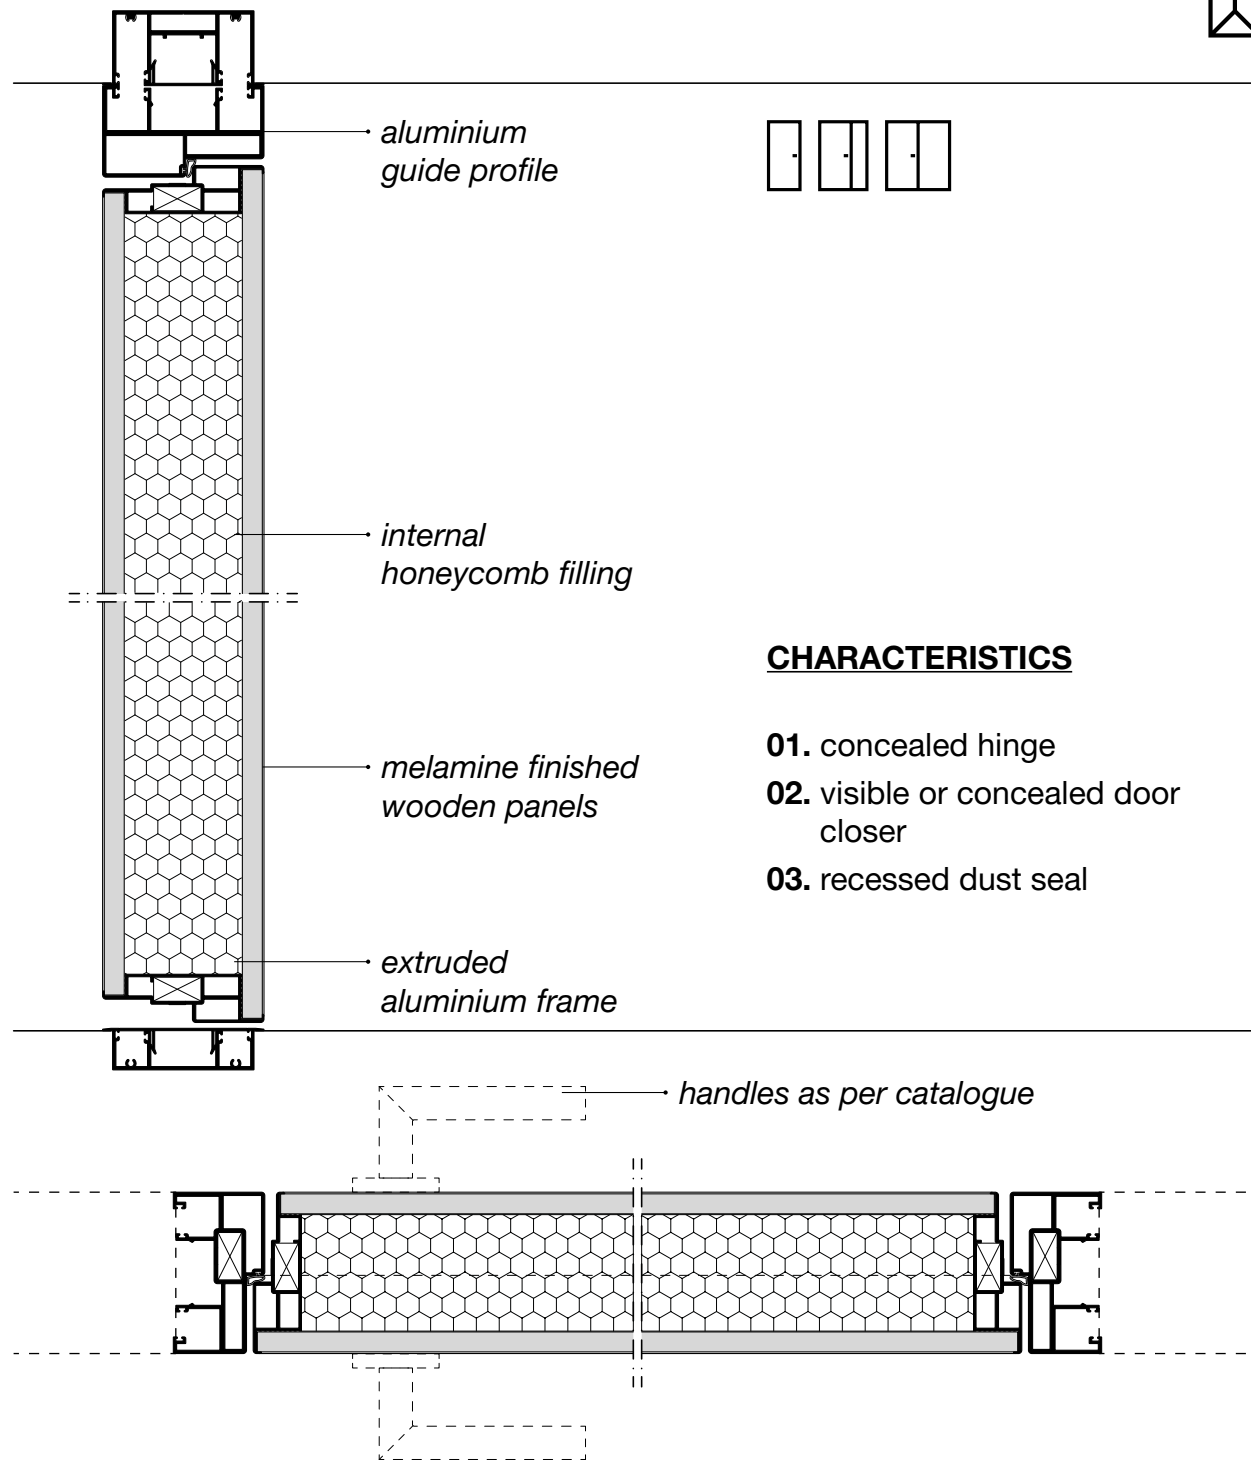 aluminium
guide profile
internal
honeycomb filling
CHARACTERISTICS
01. concealed hinge
melamine finished
wooden panels
02. visible or concealed door
closer
03. recessed dust seal
extruded
aluminium frame
handles as per catalogue